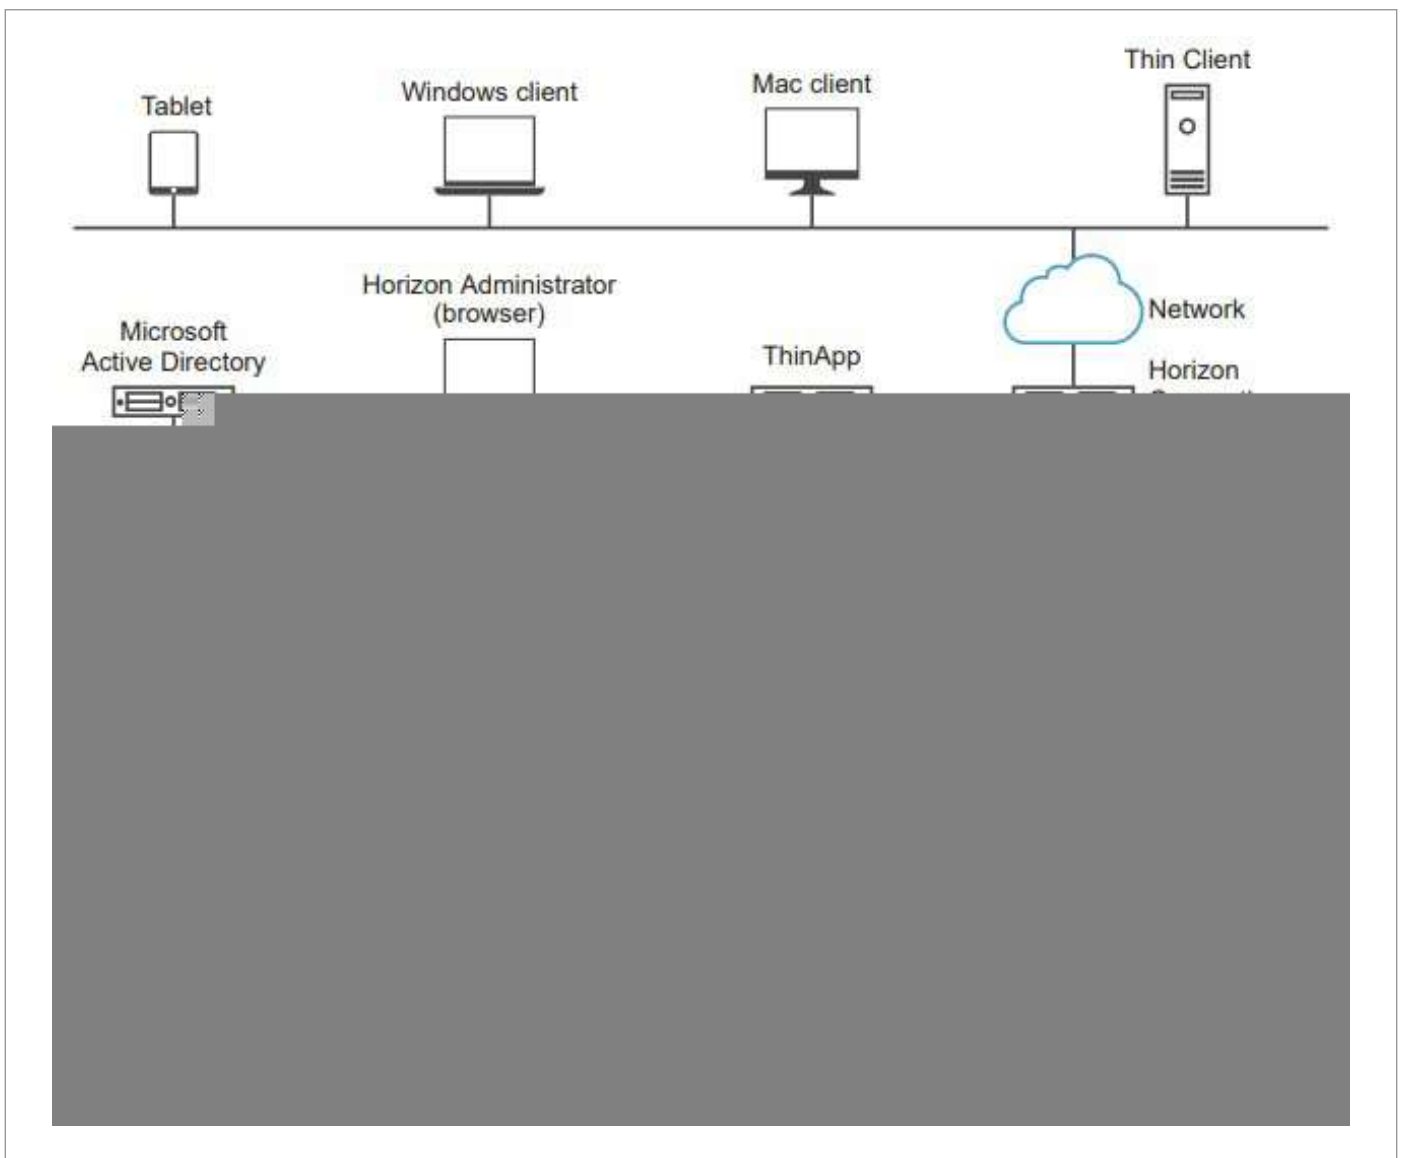 Thin Client
Mac client
Windows client
Tablet
Horizon Administrator
(browser)
Network
Microsoft
Active Directory
ThinApp
Horizon